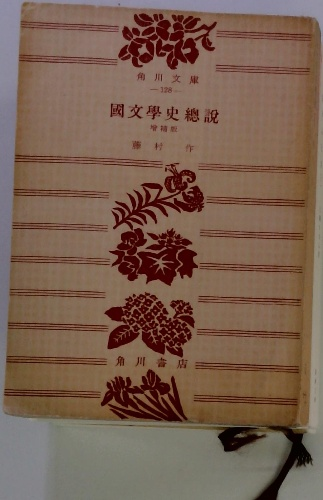 角川文庫
—128—
國文學史總說
增補版
藤村 作
角川書店